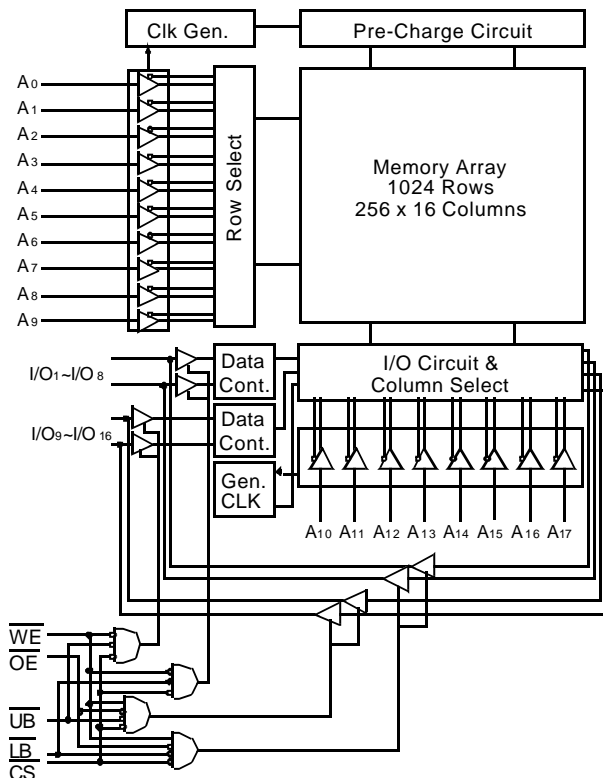 Clk Gen.
Pre-Charge Circuit
A0
A1
A2
A3
A4
A5
A6
A7
A8
A9
Row Select
Memory Array
1024 Rows
256 x 16 Columns
I/O1~I/O 8
Data
Cont.
I/O Circuit &
Column Select
I/O9~I/O 16
Data
Cont.
Gen.
CLK
A10 A11 A12 A13 A14 A15 A16 A17
WE
OE
UB
LB
CS